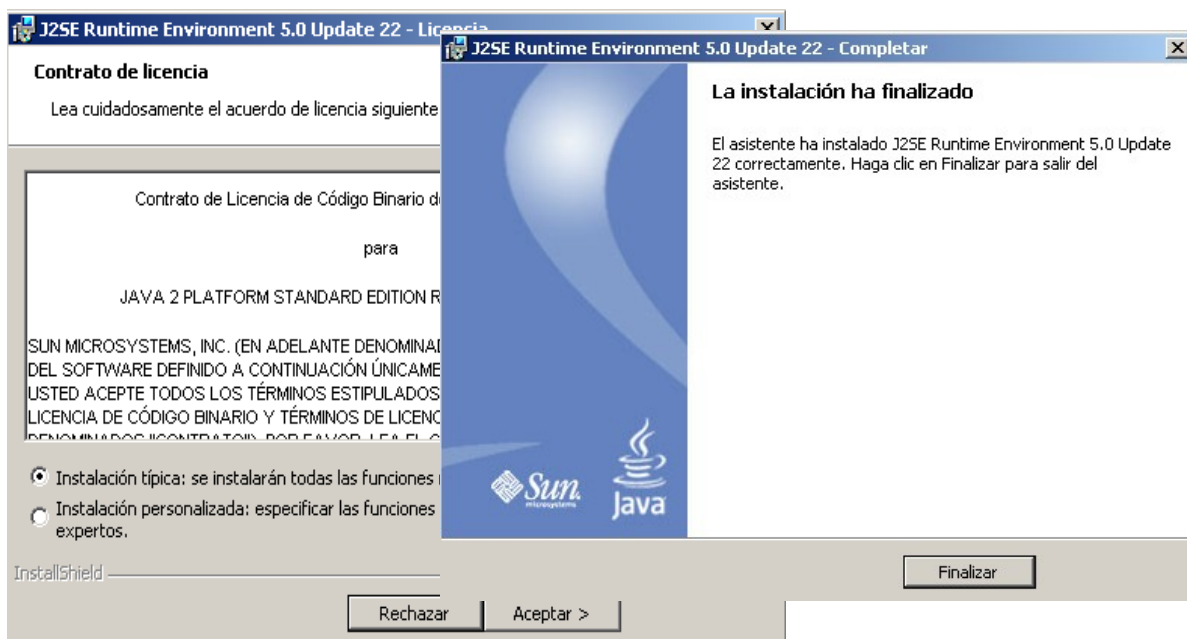 J2SE Runtime Environment 5.0 Update 22 - Licencia
Contrato de licencia
Lea cuidadosamente el acuerdo de licencia siguiente
Contrato de Licencia de Código Binario
para
JAVA 2 PLATFORM STANDARD EDITION
SUN MICROSYSTEMS, INC. (EN ADELANTE
DEL SOFTWARE DEFINIDO A CONTINUACIÓN
USTED ACEPTE TODOS LOS TÉRMINOS ESTIPULADOS
LICENCIA DE CÓDIGO BINARIO Y TÉRMINOS DE
Instalación típica: se instalarán todas las funciones
Instalación personalizada: especificar las funciones
expertos.
InstallShield
Rechazar
Aceptar >
J2SE Runtime Environment 5.0 Update 22 - Completar
La instalación ha finalizado
El asistente ha instalado J2SE Runtime Environment 5.0 Update
22 correctamente. Haga clic en Finalizar para salir del
asistente.
Sun
microsystems
Java
Finalizar